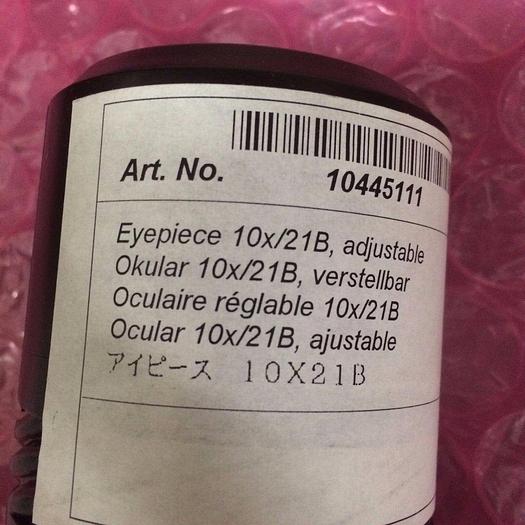 Art. No. 10445111
Eyepiece 10x/21B, adjustable
Okular 10x/21B, verstellbar
Oculaire réglable 10x/21B
Ocular 10x/21B, ajustable
アイピース 10X21B